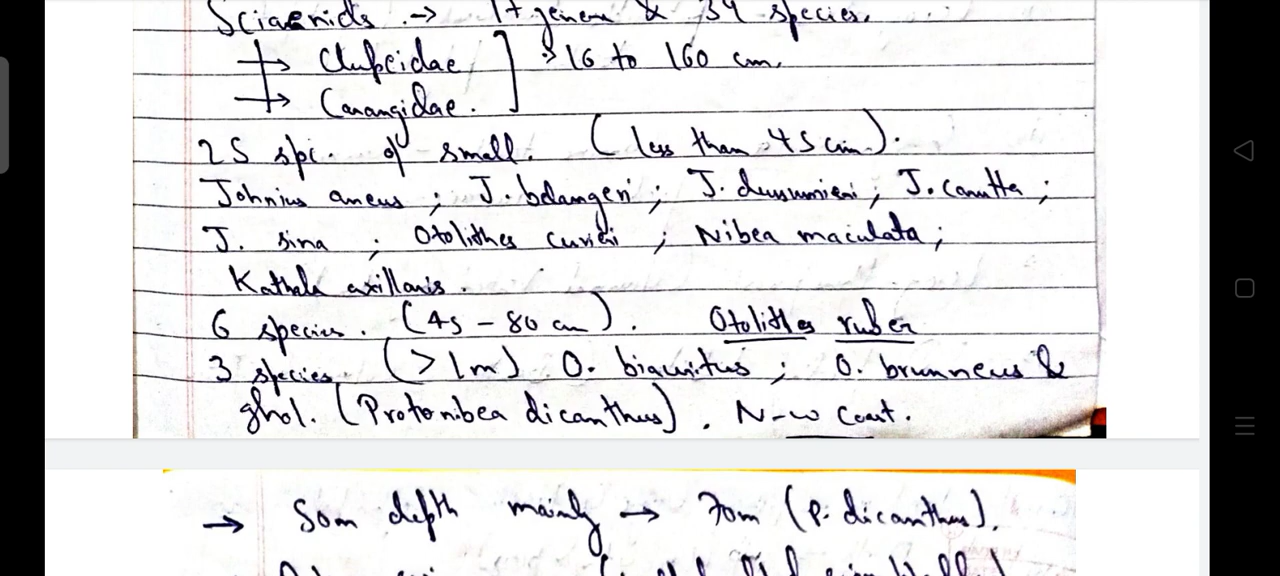 Sciaenids → 17 genera & 34 species.
→ Clupeidae ] → 16 to 160 cm.
→ Carangidae.
25 spc. of small. (less than 45 cm).
Johnius aneus ; J. belangeri ; J. dussumieri ; J. carutta ;
J. sina ; Otolithes cuvieri ; Nibea maculata ;
Kathala axillaris .
6 species . (45 - 80 cm). Otolithes ruber
3 species (> 1m) O. biauritus ; O. brunneus &
ghol. (Protonibea dicanthus) . N-W Coast.
→ 50m depth mainly → 70m (P. dicanthus).